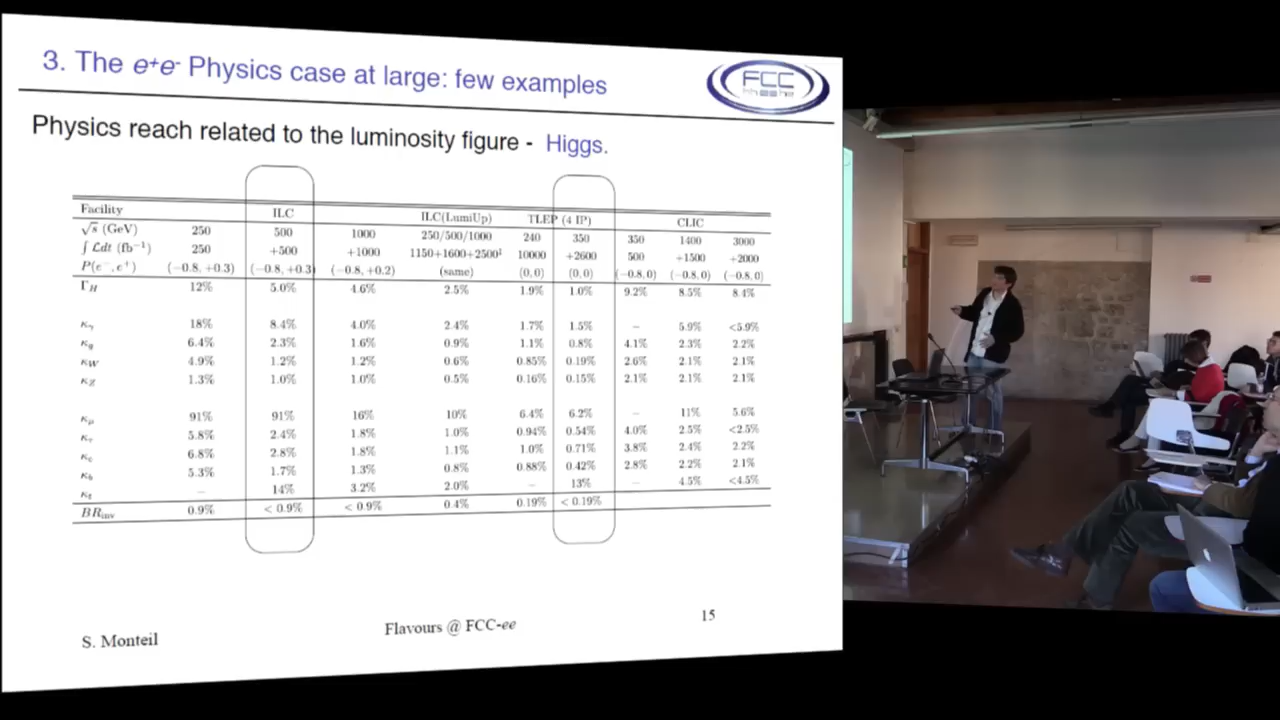 3. The e⁺e⁻ Physics case at large: few examples
FCC
Physics reach related to the luminosity figure - Higgs.
Facility ILC ILC(LumiUp) TLEP (4 IP) CLIC
√s (GeV) 250 500 1000 250/500/1000 240 350 350 1400 3000
∫ Ldt (fb⁻¹) 250 +500 +1000 1150+1600+2500¹ 10000 +2600 500 +1500 +2000
P(e⁻, e⁺) (−0.8, +0.3) (−0.8, +0.3) (−0.8, +0.2) (same) (0, 0) (0, 0) (−0.8, 0) (−0.8, 0) (−0.8, 0)
Γ_H 12% 5.0% 4.6% 2.5% 1.9% 1.0% 9.2% 8.5% 8.4%
κ_γ 18% 8.4% 4.0% 2.4% 1.7% 1.5% − 5.9% <5.9%
κ_g 6.4% 2.3% 1.6% 0.9% 1.1% 0.8% 4.1% 2.3% 2.2%
κ_W 4.9% 1.2% 1.2% 0.6% 0.85% 0.19% 2.6% 2.1% 2.1%
κ_Z 1.3% 1.0% 1.0% 0.5% 0.16% 0.15% 2.1% 2.1% 2.1%
κ_μ 91% 91% 16% 10% 6.4% 6.2% − 11% 5.6%
κ_τ 5.8% 2.4% 1.8% 1.0% 0.94% 0.54% 4.0% 2.5% <2.5%
κ_c 6.8% 2.8% 1.8% 1.1% 1.0% 0.71% 3.8% 2.4% 2.2%
κ_b 5.3% 1.7% 1.3% 0.8% 0.88% 0.42% 2.8% 2.2% 2.1%
κ_t − 14% 3.2% 2.0% − 13% − 4.5% <4.5%
BR_inv 0.9% < 0.9% < 0.9% 0.4% 0.19% < 0.19%
S. Monteil Flavours @ FCC-ee 15